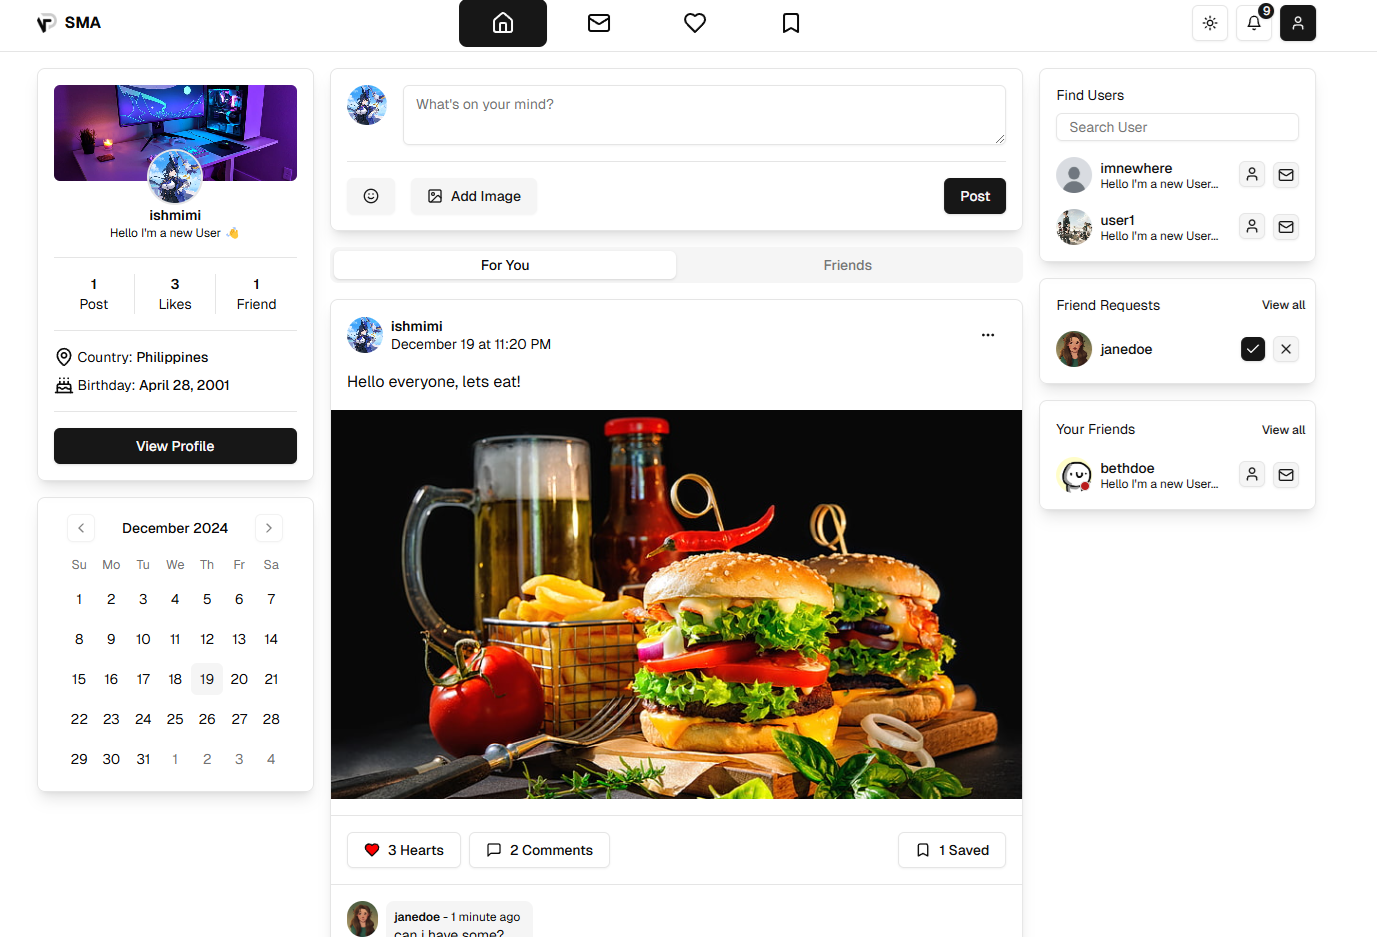 SMA
9
ishmimi
Hello I'm a new User 👋
1
Post
3
Likes
1
Friend
Country: Philippines
Birthday: April 28, 2001
View Profile
December 2024
Su Mo Tu We Th Fr Sa
1 2 3 4 5 6 7
8 9 10 11 12 13 14
15 16 17 18 19 20 21
22 23 24 25 26 27 28
29 30 31 1 2 3 4
What's on your mind?
Add Image
Post
For You
Friends
ishmimi
December 19 at 11:20 PM
Hello everyone, lets eat!
3 Hearts
2 Comments
1 Saved
janedoe - 1 minute ago
can i have some?
Find Users
Search User
imnewhere
Hello I'm a new User...
user1
Hello I'm a new User...
Friend Requests
View all
janedoe
Your Friends
View all
bethdoe
Hello I'm a new User...